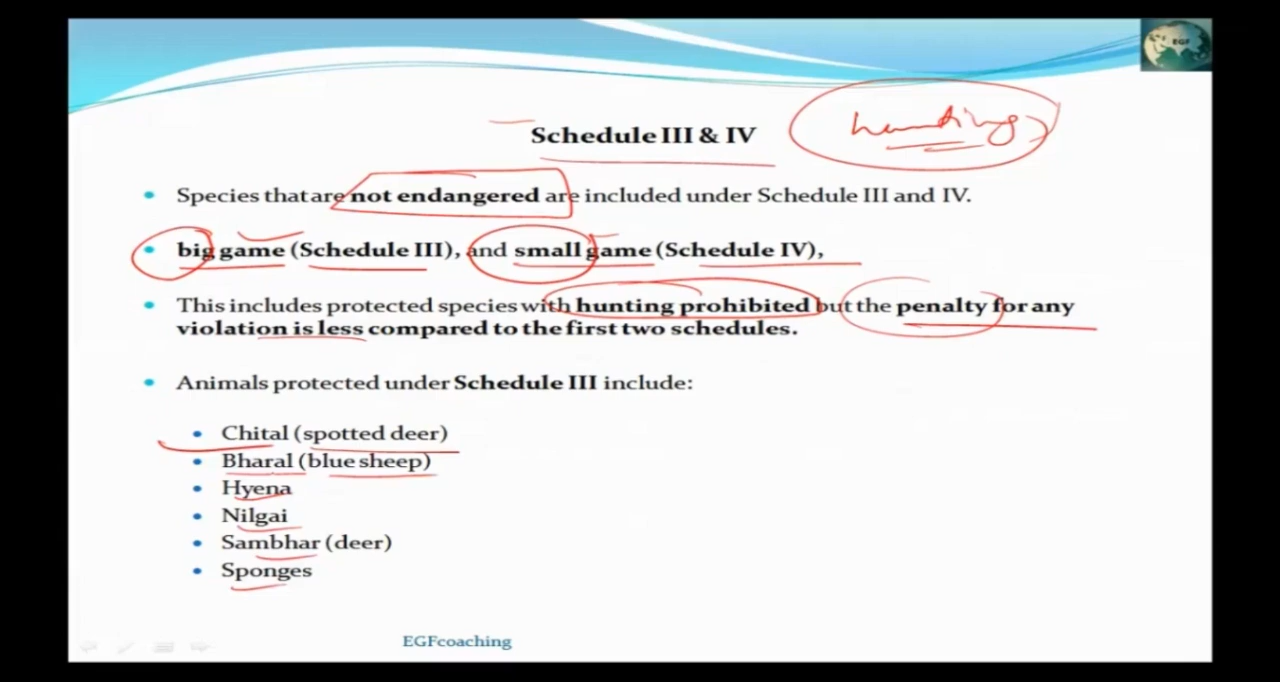 EGF
hunting
Schedule III & IV
• Species that are not endangered are included under Schedule III and IV.
• big game (Schedule III), and small game (Schedule IV),
• This includes protected species with hunting prohibited but the penalty for any
violation is less compared to the first two schedules.
• Animals protected under Schedule III include:
• Chital (spotted deer)
• Bharal (blue sheep)
• Hyena
• Nilgai
• Sambhar (deer)
• Sponges
EGFcoaching